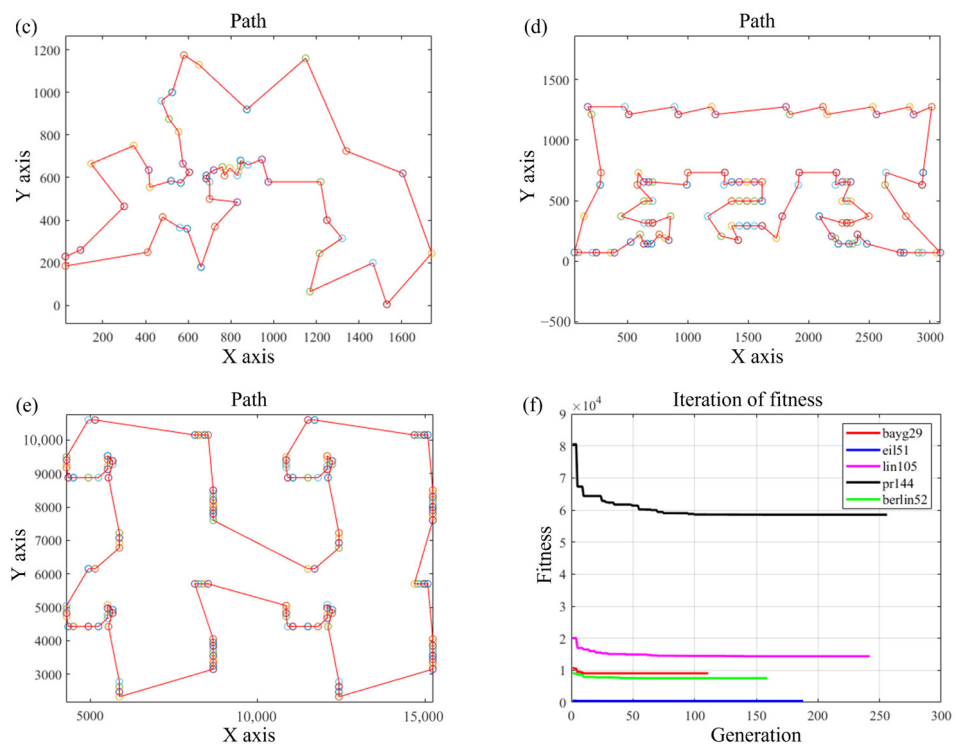 (c)
Path
1200
1000
800
600
400
200
0
Y axis
200 400 600 800 1000 1200 1400 1600
X axis
(d)
Path
1500
1000
500
0
−500
Y axis
500 1000 1500 2000 2500 3000
X axis
(e)
Path
10,000
9000
8000
7000
6000
5000
4000
3000
Y axis
5000 10,000 15,000
X axis
(f)
Iteration of fitness
×10⁴
9
8
7
6
5
4
3
2
1
0
Fitness
bayg29
eil51
lin105
pr144
berlin52
0 50 100 150 200 250 300
Generation